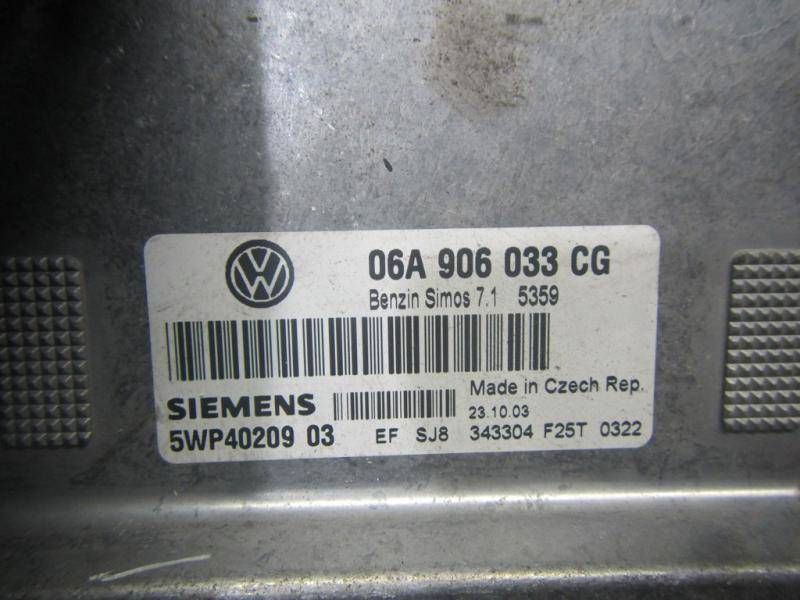 06A 906 033 CG
Benzin Simos 7.1 5359
Made in Czech Rep.
SIEMENS 23.10.03
5WP40209 03 EF SJ8 343304 F25T 0322